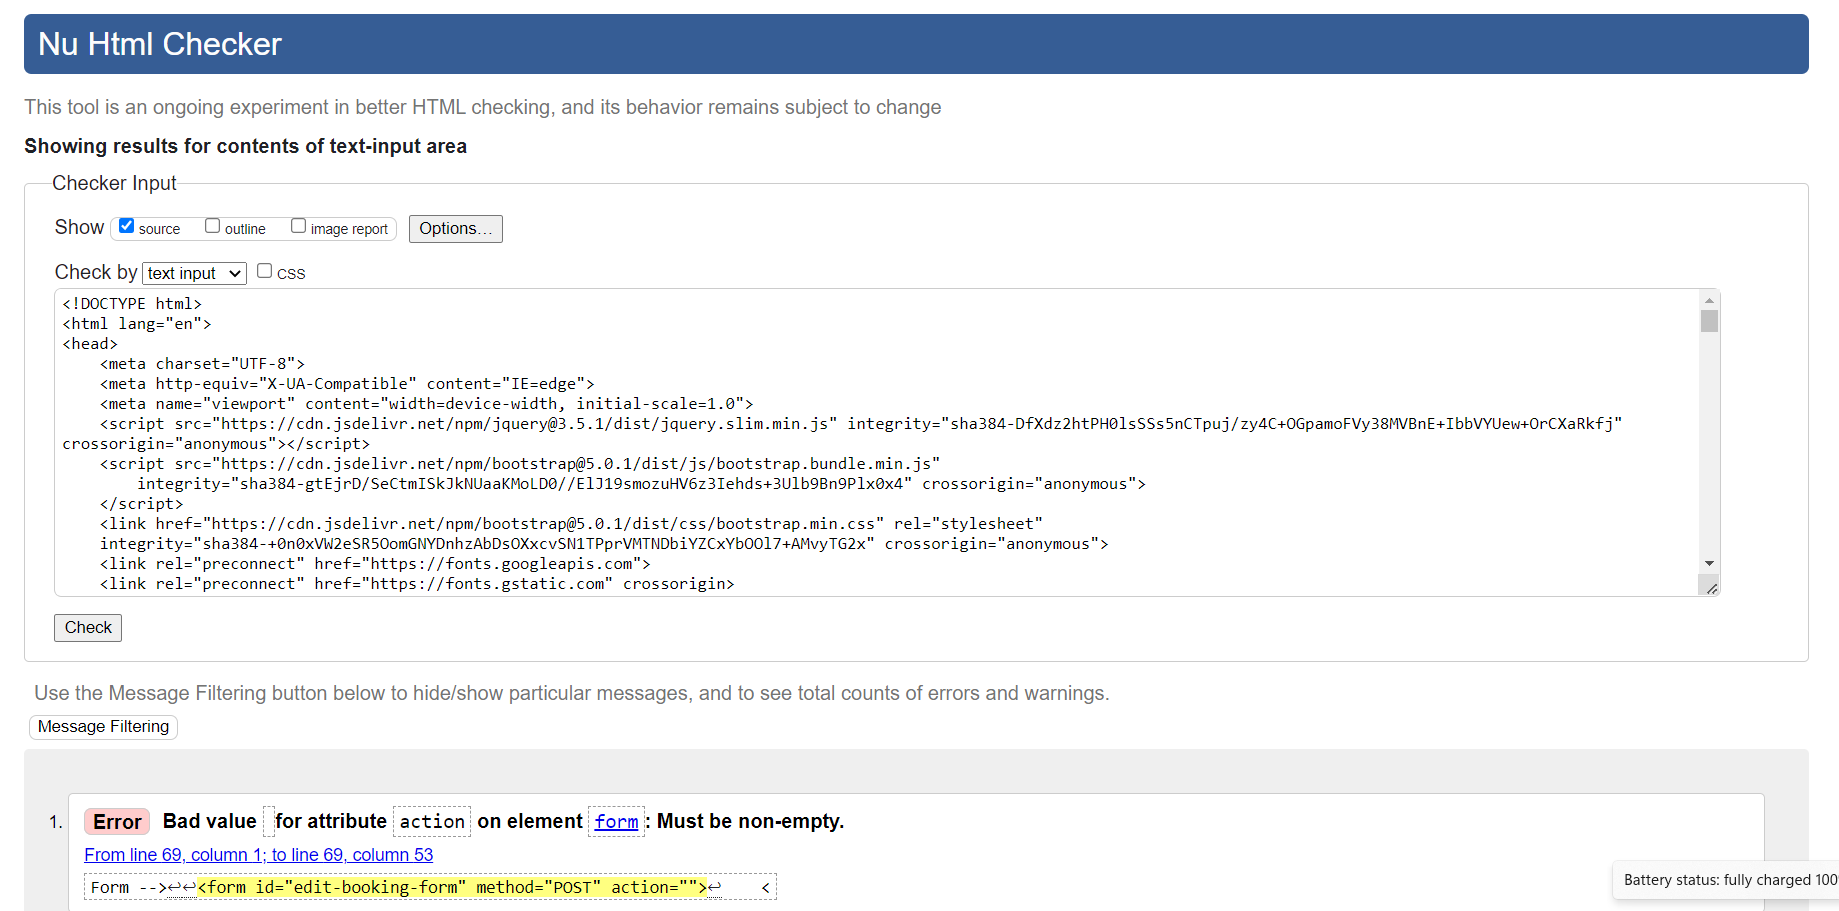 Nu Html Checker
This tool is an ongoing experiment in better HTML checking, and its behavior remains subject to change
Showing results for contents of text-input area
Checker Input
Show source outline image report Options...
Check by text input CSS
<!DOCTYPE html>
<html lang="en">
<head>
    <meta charset="UTF-8">
    <meta http-equiv="X-UA-Compatible" content="IE=edge">
    <meta name="viewport" content="width=device-width, initial-scale=1.0">
    <script src="https://cdn.jsdelivr.net/npm/jquery@3.5.1/dist/jquery.slim.min.js" integrity="sha384-DfXdz2htPH0lsSSs5nCTpuj/zy4C+OGpamoFVy38MVBnE+IbbVYUew+OrCXaRkfj"
crossorigin="anonymous"></script>
    <script src="https://cdn.jsdelivr.net/npm/bootstrap@5.0.1/dist/js/bootstrap.bundle.min.js"
        integrity="sha384-gtEjrD/SeCtmISkJkNUaaKMoLD0//ElJ19smozuHV6z3Iehds+3Ulb9Bn9Plx0x4" crossorigin="anonymous">
    </script>
    <link href="https://cdn.jsdelivr.net/npm/bootstrap@5.0.1/dist/css/bootstrap.min.css" rel="stylesheet"
    integrity="sha384-+0n0xVW2eSR5OomGNYDnhzAbDsOXxcvSN1TPprVMTNDbiYZCxYbOOl7+AMvyTG2x" crossorigin="anonymous">
    <link rel="preconnect" href="https://fonts.googleapis.com">
    <link rel="preconnect" href="https://fonts.gstatic.com" crossorigin>
Check
Use the Message Filtering button below to hide/show particular messages, and to see total counts of errors and warnings.
Message Filtering
1. Error Bad value for attribute action on element form: Must be non-empty.
From line 69, column 1; to line 69, column 53
Form -->↩↩<form id="edit-booking-form" method="POST" action="">↩    <
Battery status: fully charged 100